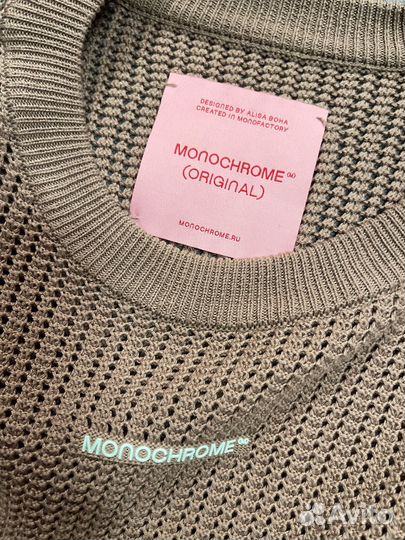 DESIGNED BY ALISA BOHA
CREATED IN MONOFACTORY
MONOCHROME
(ORIGINAL)
MONOCHROME.RU
MONOCHROME
Avito